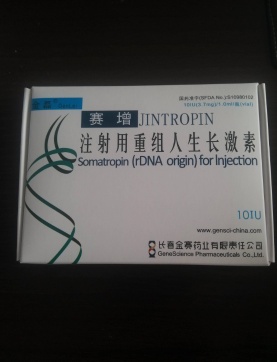 赛增 JINTROPIN
注射用重组人生长激素
Somatropin (rDNA origin) for Injection
10IU
长春金赛药业有限责任公司
GeneScience Pharmaceuticals Co., Ltd.
www.gensci-china.com